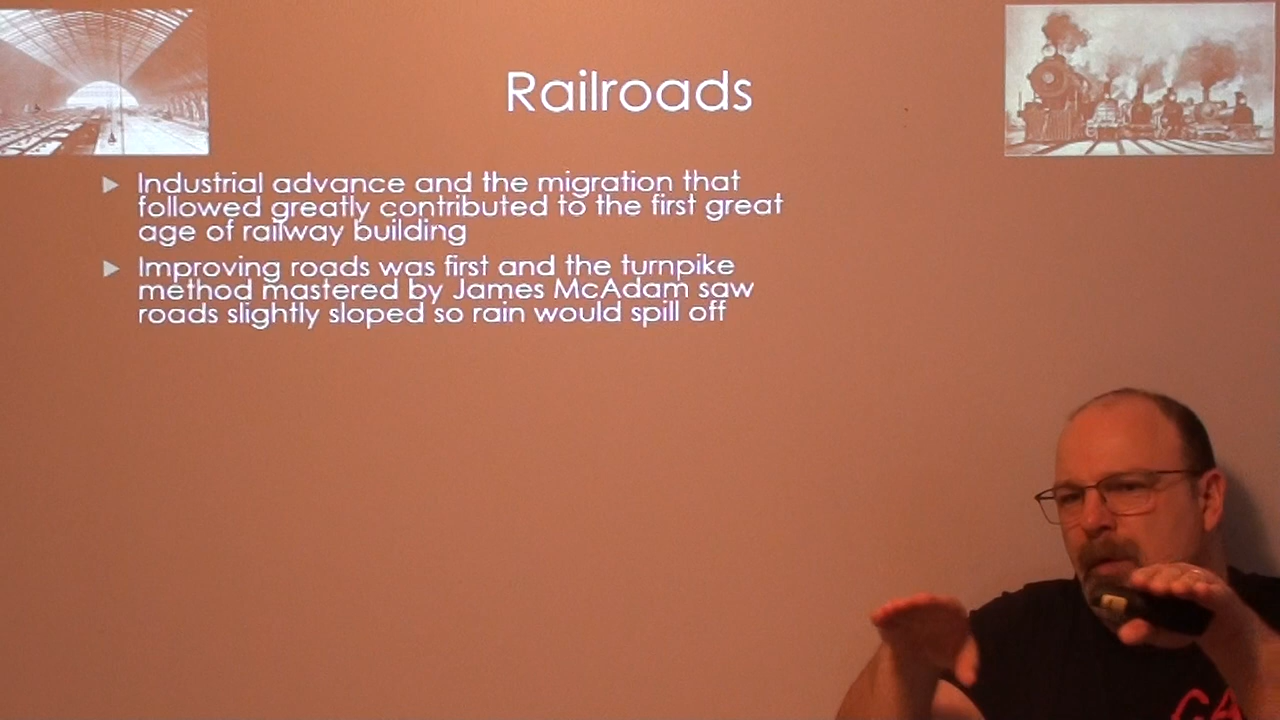 Railroads
Industrial advance and the migration that
followed greatly contributed to the first great
age of railway building
Improving roads was first and the turnpike
method mastered by James McAdam saw
roads slightly sloped so rain would spill off